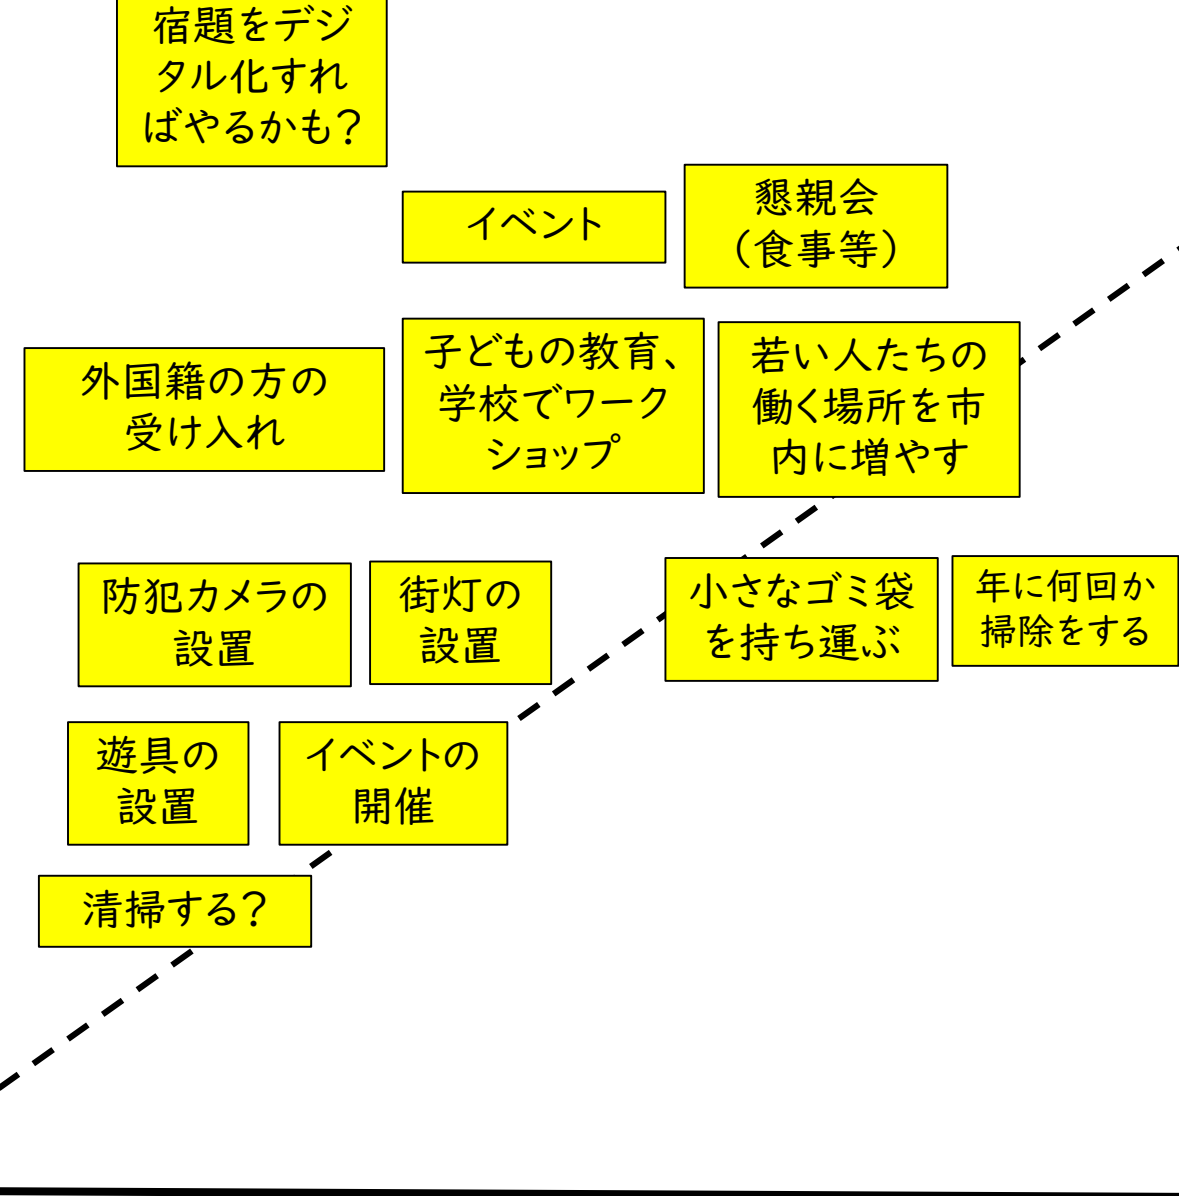 宿題をデジ
タル化すれ
ばやるかも?
イベント
懇親会
(食事等)
外国籍の方の
受け入れ
子どもの教育、
学校でワーク
ショップ
若い人たちの
働く場所を市
内に増やす
防犯カメラの
設置
街灯の
設置
小さなゴミ袋
を持ち運ぶ
年に何回か
掃除をする
遊具の
設置
イベントの
開催
清掃する?